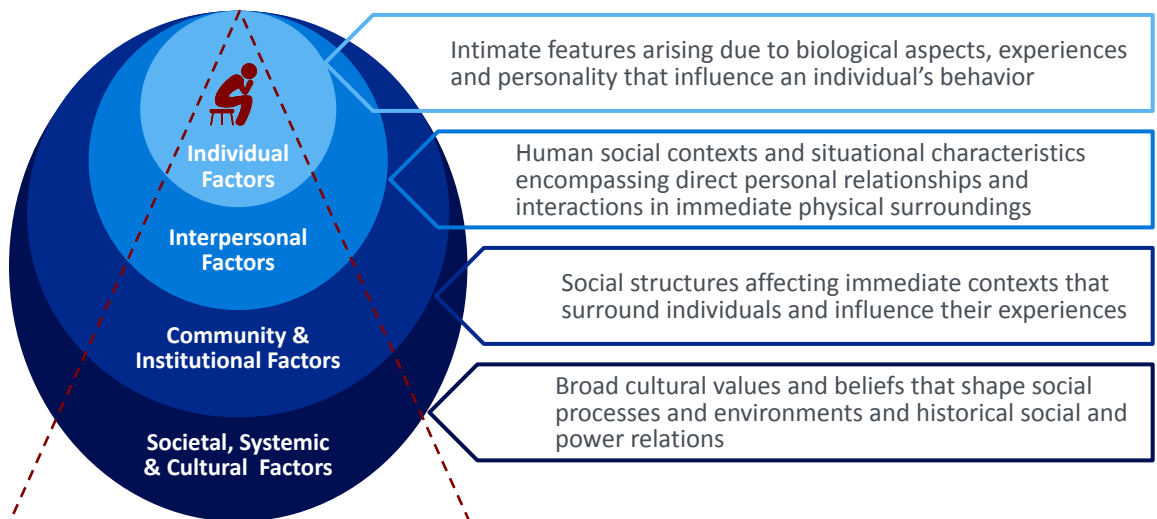 Intimate features arising due to biological aspects, experiences
and personality that influence an individual's behavior
Individual
Factors
Human social contexts and situational characteristics
encompassing direct personal relationships and
interactions in immediate physical surroundings
Interpersonal
Factors
Social structures affecting immediate contexts that
surround individuals and influence their experiences
Community &
Institutional Factors
Broad cultural values and beliefs that shape social
processes and environments and historical social and
power relations
Societal, Systemic
& Cultural Factors